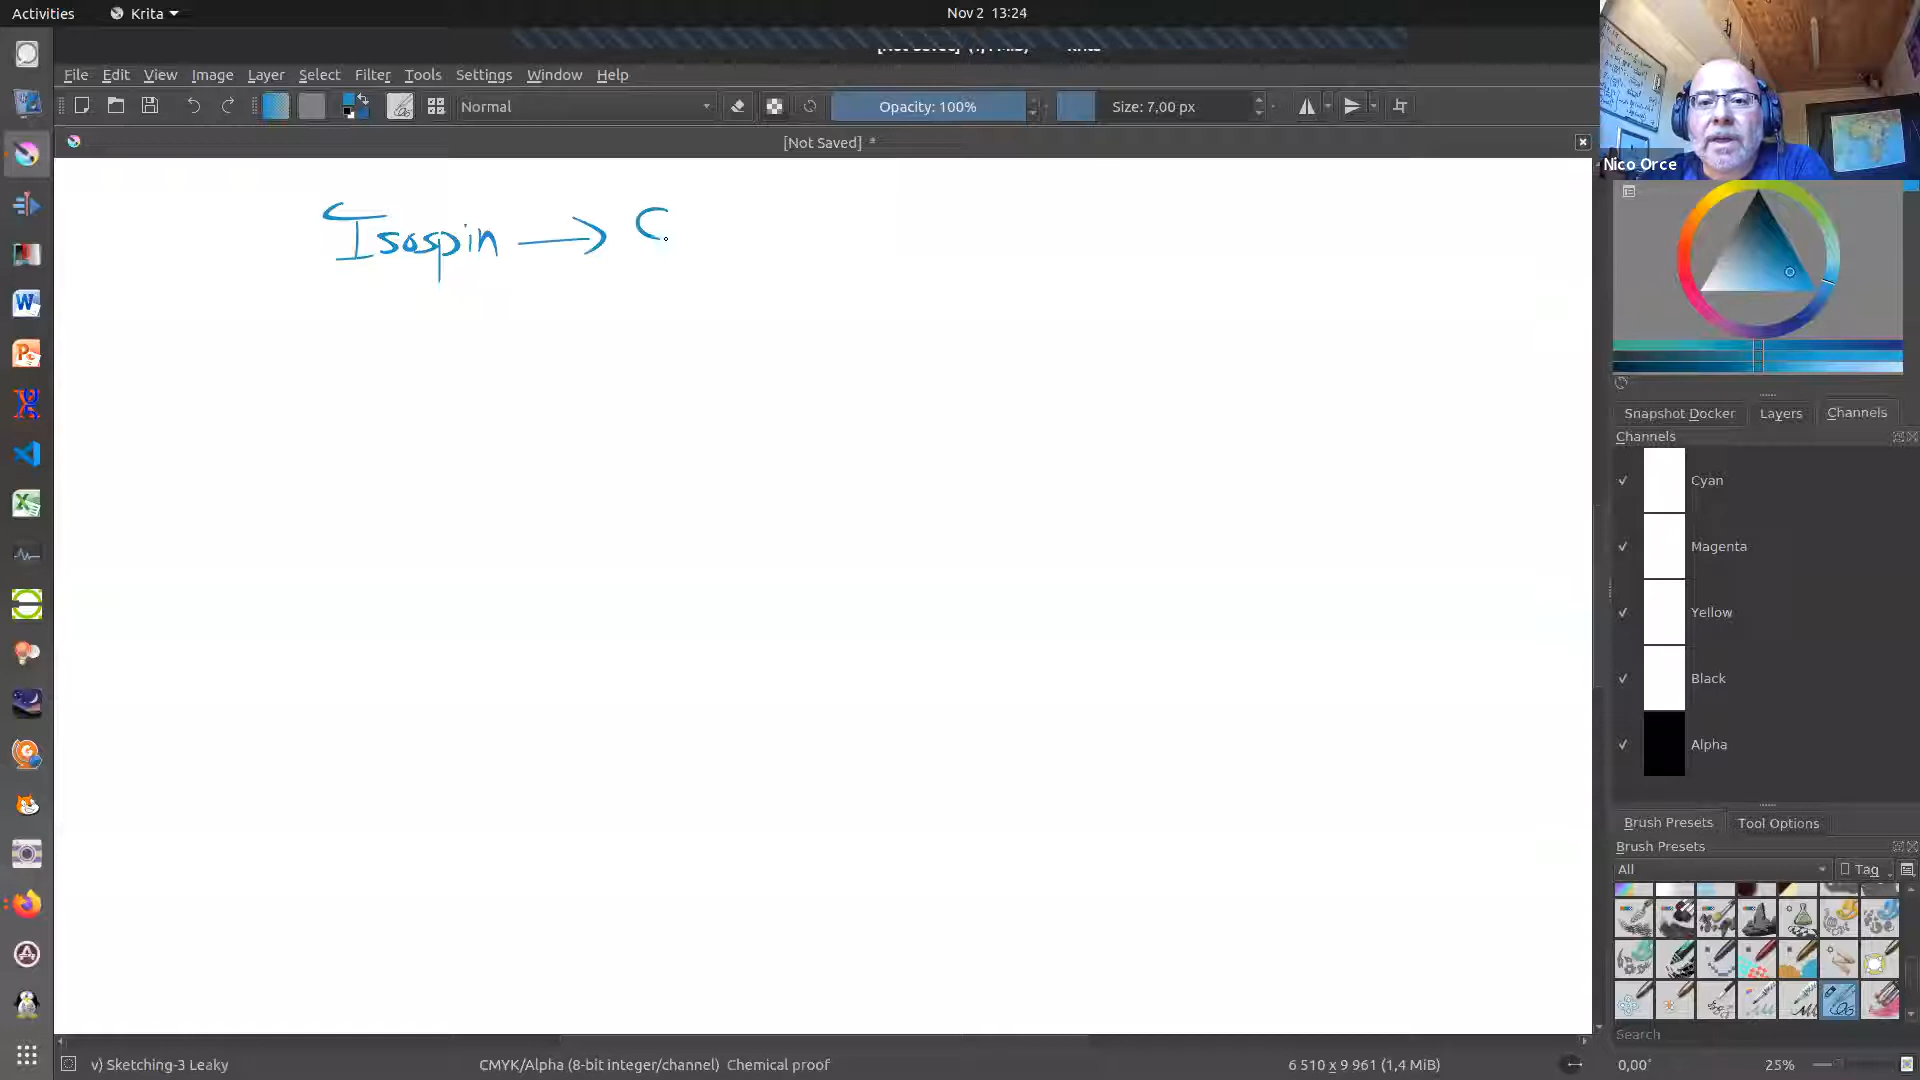 Activities Krita Nov 2 13:24
File Edit View Image Layer Select Filter Tools Settings Window Help
Normal Opacity: 100% Size: 7,00 px
[Not Saved] *
Nico Orce
Isospin → C
Snapshot Docker Layers Channels
Channels
Cyan
Magenta
Yellow
Black
Alpha
Brush Presets Tool Options
Brush Presets
All Tag
Search
v) Sketching-3 Leaky CMYK/Alpha (8-bit integer/channel) Chemical proof 6 510 x 9 961 (1,4 MiB) 0,00° 25%